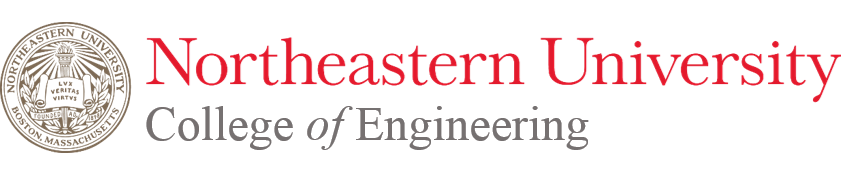 NORTHEASTERN UNIVERSITY
LVX
VERITAS
VIRTVS
BOSTON, MASSACHUSETTS
Northeastern University
College of Engineering